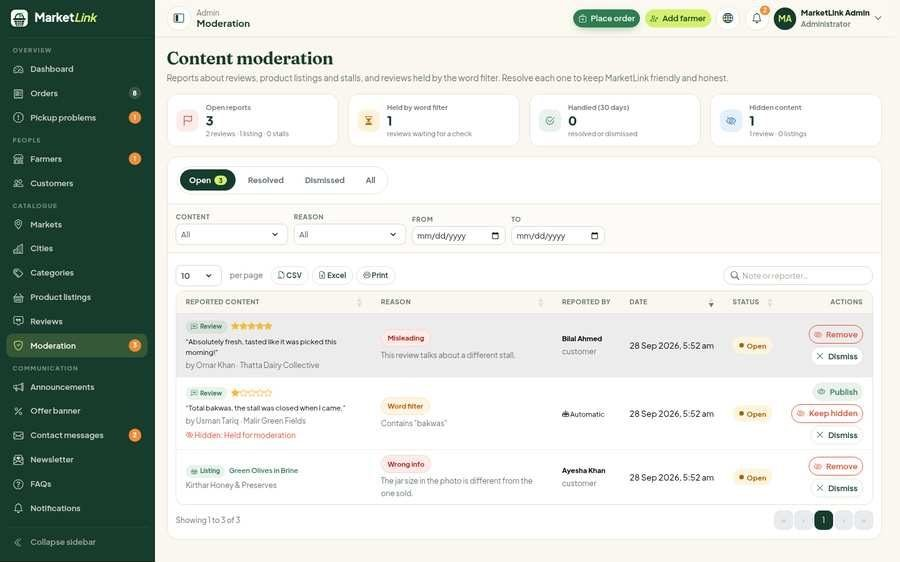 MarketLink
Admin
Moderation
Place order
Add farmer
2
MA
MarketLink Admin
Administrator
OVERVIEW
Dashboard
Orders 8
Pickup problems 1
PEOPLE
Farmers 1
Customers
CATALOGUE
Markets
Cities
Categories
Product listings
Reviews
Moderation 3
COMMUNICATION
Announcements
Offer banner
Contact messages 2
Newsletter
FAQs
Notifications
Collapse sidebar
Content moderation
Reports about reviews, product listings and stalls, and reviews held by the word filter. Resolve each one to keep MarketLink friendly and honest.
Open reports
3
2 reviews · 1 listing · 0 stalls
Held by word filter
1
reviews waiting for a check
Handled (30 days)
0
resolved or dismissed
Hidden content
1
1 review · 0 listings
Open 3 Resolved Dismissed All
CONTENT REASON FROM TO
All All mm/dd/yyyy mm/dd/yyyy
10 per page CSV Excel Print Note or reporter...
REPORTED CONTENT REASON REPORTED BY DATE STATUS ACTIONS
Review
"Absolutely fresh, tasted like it was picked this
morning!"
by Omar Khan · Thatta Dairy Collective
Misleading
This review talks about a different stall.
Bilal Ahmed
customer
28 Sep 2026, 5:52 am
Open
Remove
Dismiss
Review
"Total bakwas, the stall was closed when I came."
by Usman Tariq · Malir Green Fields
Hidden: Held for moderation
Word filter
Contains "bakwas"
Automatic
28 Sep 2026, 5:52 am
Open
Publish
Keep hidden
Dismiss
Listing Green Olives in Brine
Kirthar Honey & Preserves
Wrong info
The jar size in the photo is different from the
one sold.
Ayesha Khan
customer
28 Sep 2026, 5:52 am
Open
Remove
Dismiss
Showing 1 to 3 of 3
« ‹ 1 › »